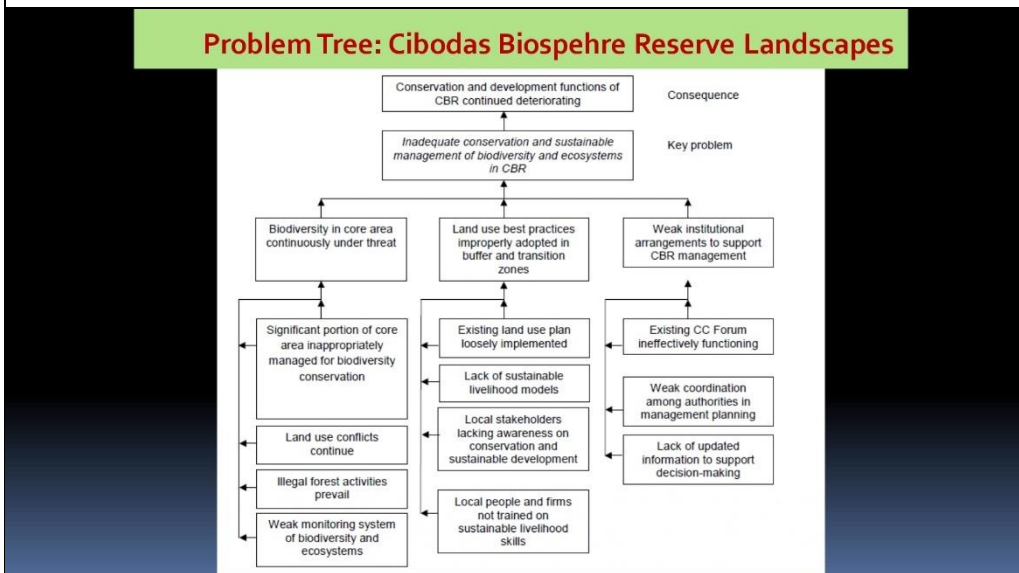 Problem Tree: Cibodas Biospehre Reserve Landscapes
Conservation and development functions of
CBR continued deteriorating
Consequence
Inadequate conservation and sustainable
management of biodiversity and ecosystems
in CBR
Key problem
Biodiversity in core area
continuously under threat
Land use best practices
improperly adopted in
buffer and transition
zones
Weak institutional
arrangements to support
CBR management
Significant portion of core
area inappropriately
managed for biodiversity
conservation
Land use conflicts
continue
Illegal forest activities
prevail
Weak monitoring system
of biodiversity and
ecosystems
Existing land use plan
loosely implemented
Lack of sustainable
livelihood models
Local stakeholders
lacking awareness on
conservation and
sustainable development
Local people and firms
not trained on
sustainable livelihood
skills
Existing CC Forum
ineffectively functioning
Weak coordination
among authorities in
management planning
Lack of updated
information to support
decision-making